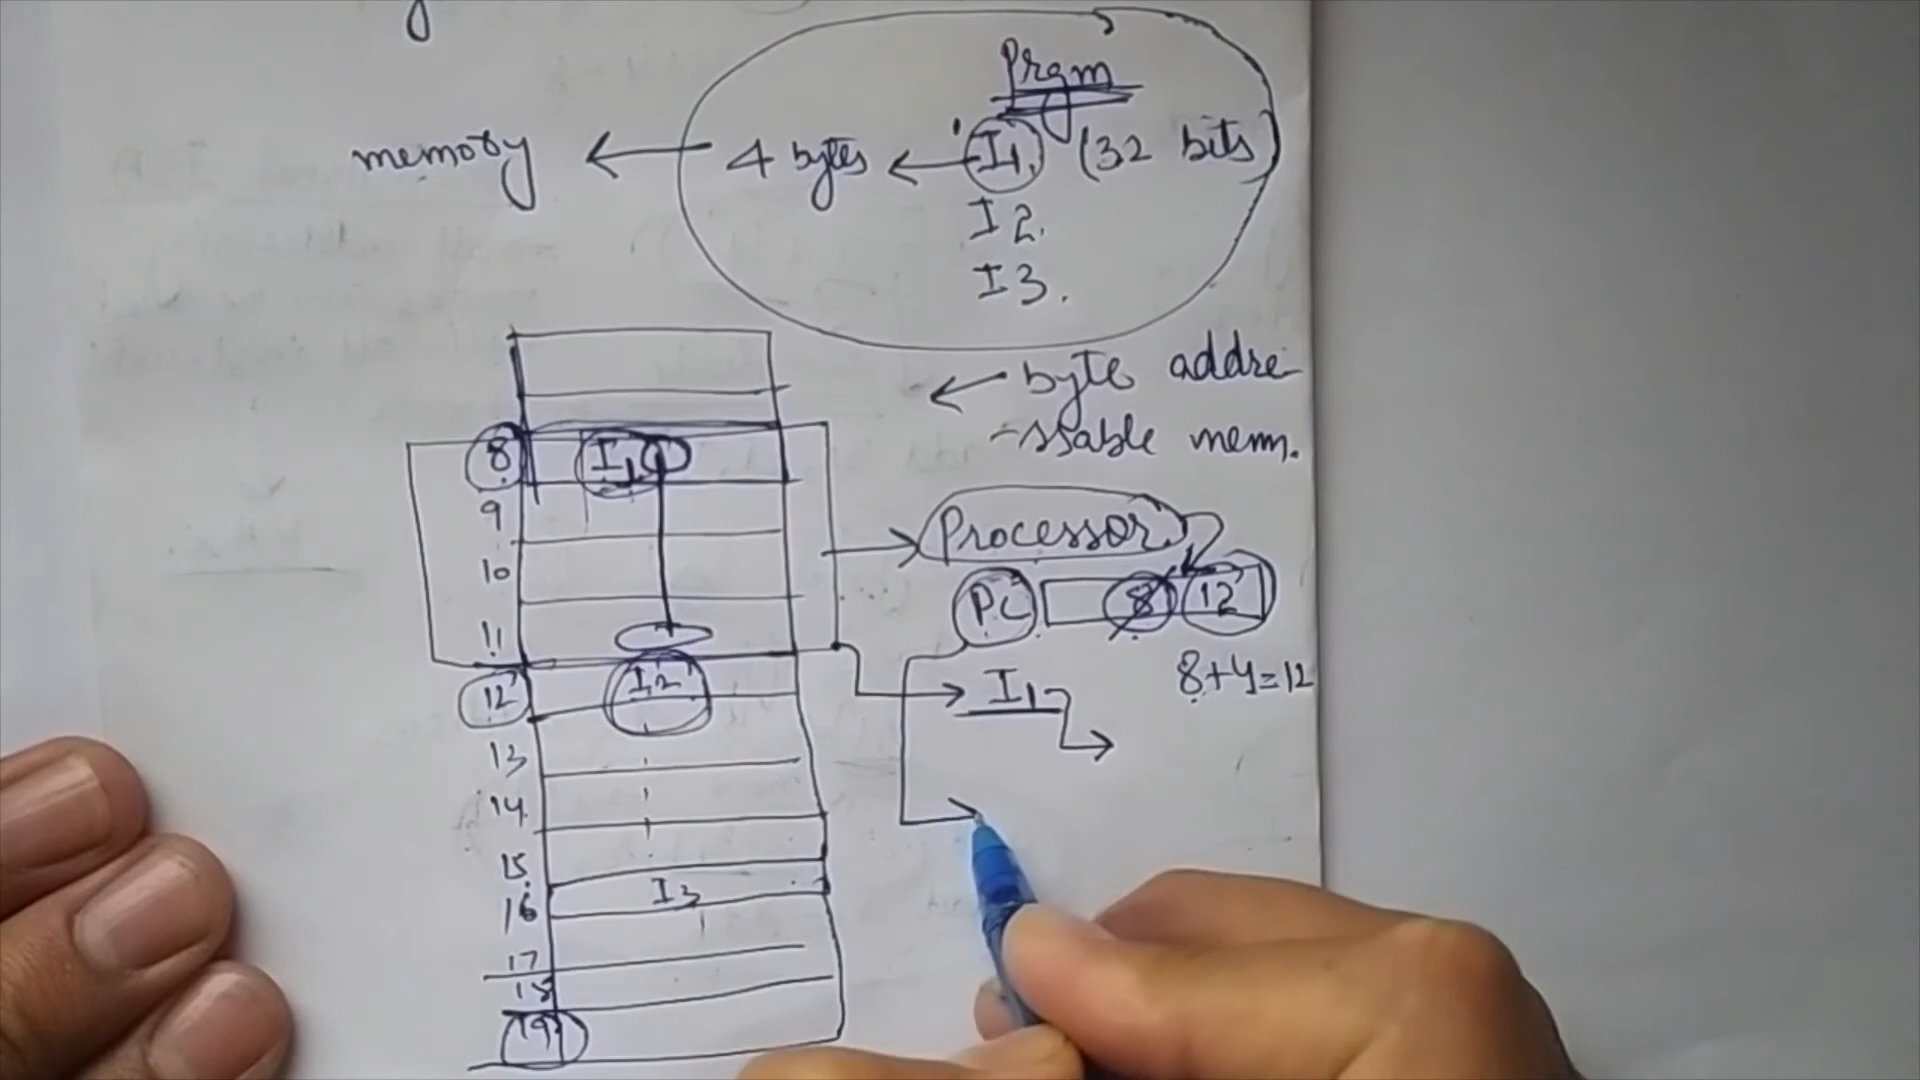 Prgm
memory ← 4 bytes ← I1. (32 bits)
I2.
I3.
← byte addre
-ssable mem.
8 I1
9
10
11
12 I2
13
14
15
16 I3
17
18
19
Processor
PC 8 12
8+4=12
I1